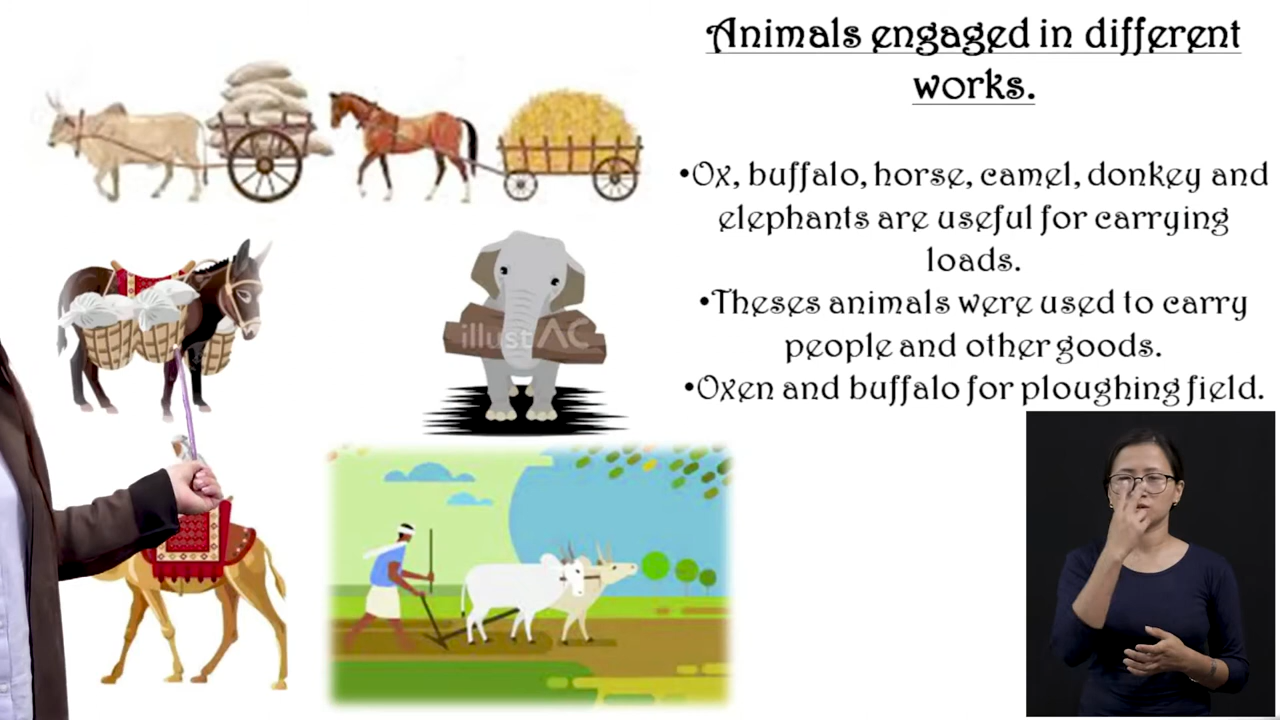 Animals engaged in different
works.
•Ox, buffalo, horse, camel, donkey and
elephants are useful for carrying
loads.
•Theses animals were used to carry
people and other goods.
•Oxen and buffalo for ploughing field.
illustAC